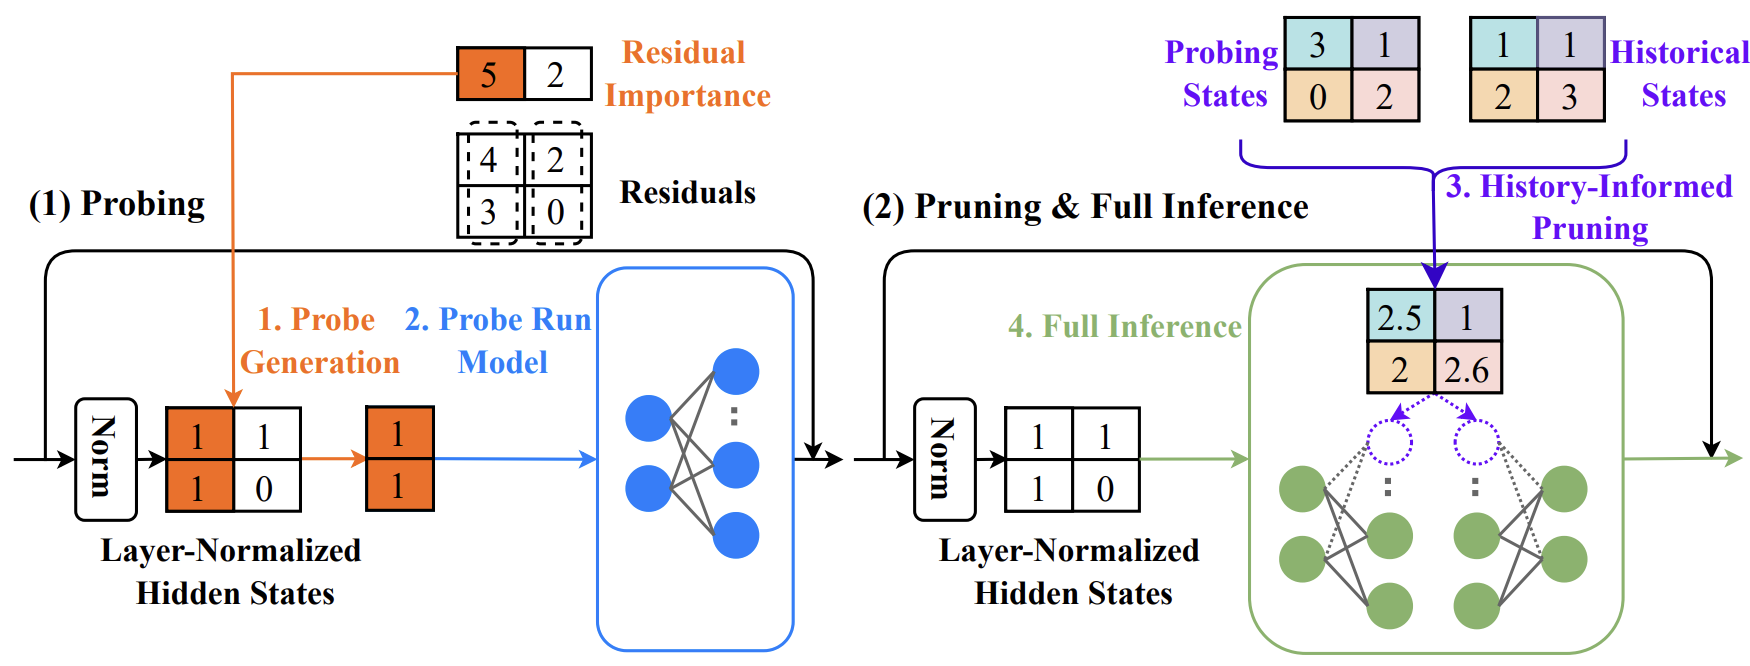 5 2
Residual
Importance
4 2
3 0
Residuals
(1) Probing
1. Probe
Generation
2. Probe Run
Model
Norm
1 1
1 0
1
1
Layer-Normalized
Hidden States
Probing
States
3 1
0 2
1 1
2 3
Historical
States
(2) Pruning & Full Inference
3. History-Informed
Pruning
4. Full Inference
2.5 1
2 2.6
Norm
1 1
1 0
Layer-Normalized
Hidden States